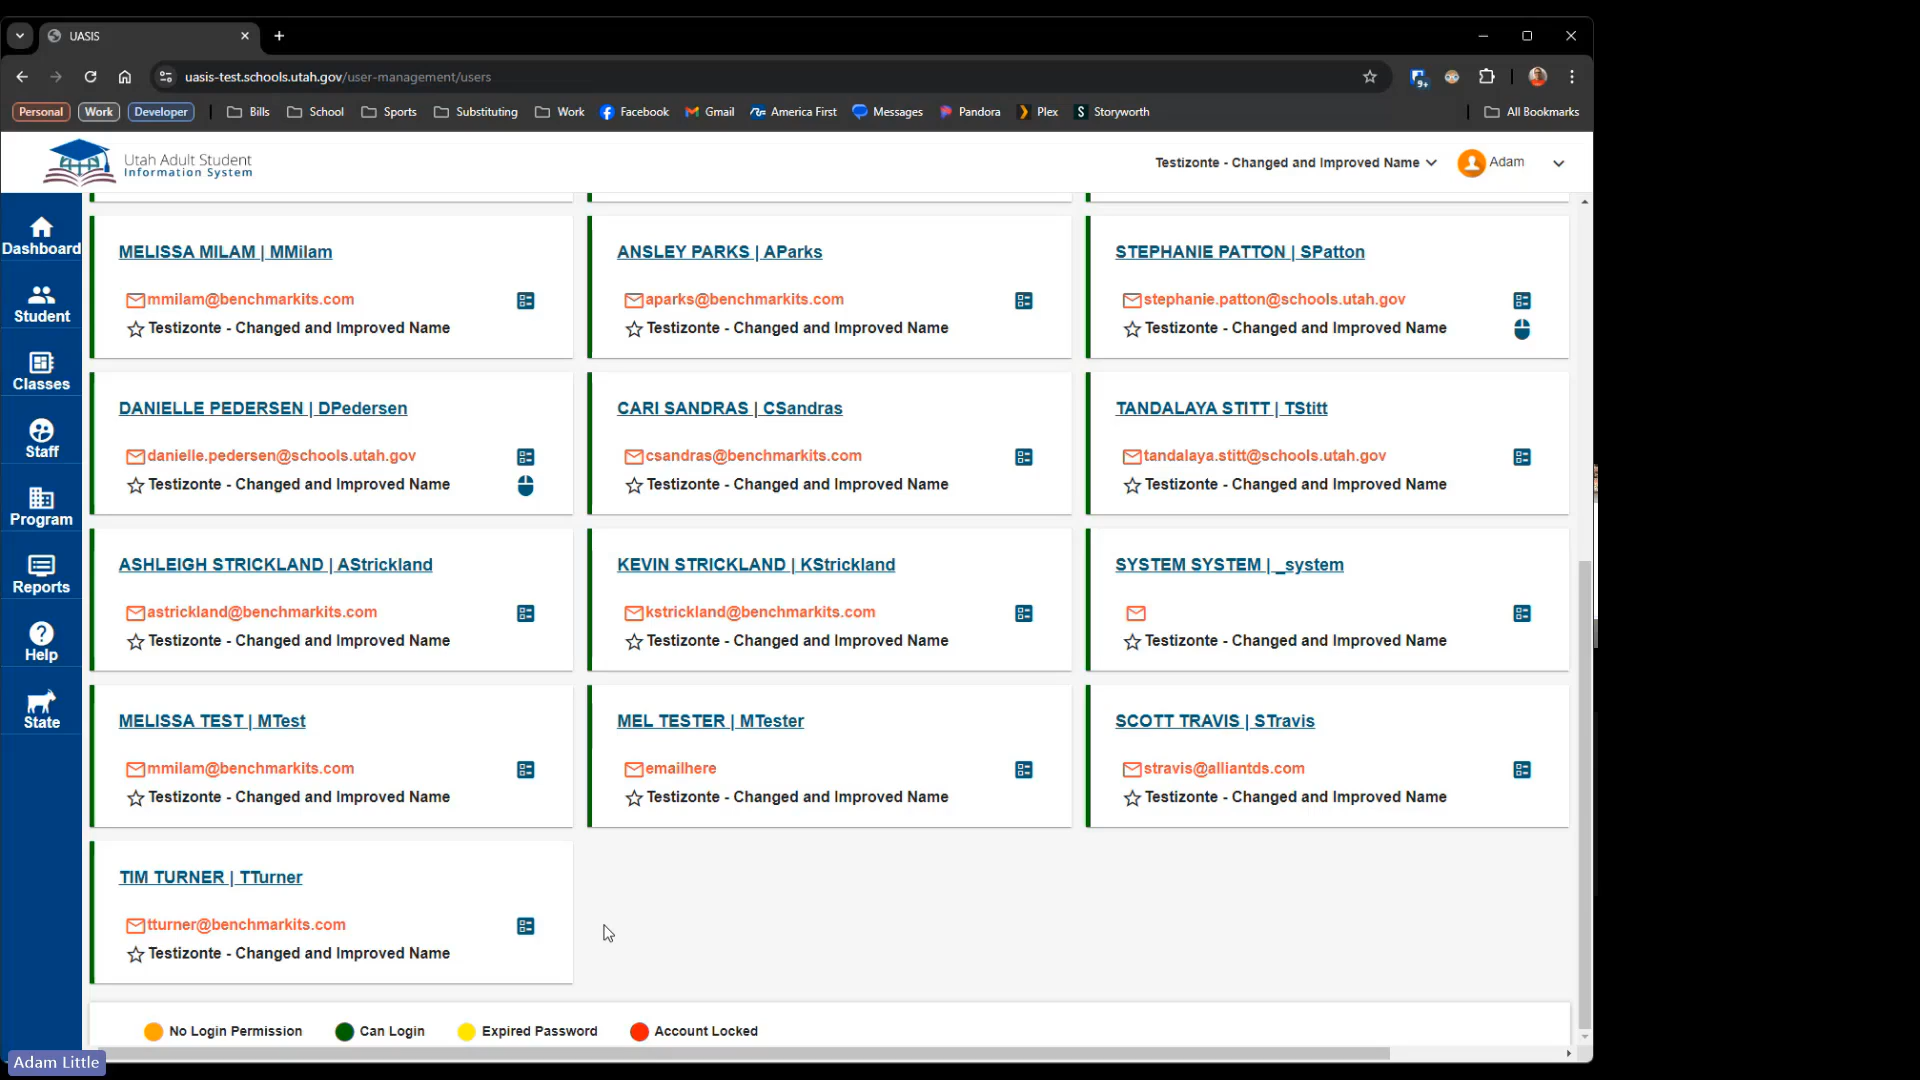 UASIS
uasis-test.schools.utah.gov/user-management/users
9+
Personal Work Developer Bills School Sports Substituting Work Facebook Gmail America First Messages Pandora Plex Storyworth All Bookmarks
Utah Adult Student
Information System
Testizonte - Changed and Improved Name
Adam
Dashboard
Student
Classes
Staff
Program
Reports
Help
State
MELISSA MILAM | MMilam
mmilam@benchmarkits.com
Testizonte - Changed and Improved Name
ANSLEY PARKS | AParks
aparks@benchmarkits.com
Testizonte - Changed and Improved Name
STEPHANIE PATTON | SPatton
stephanie.patton@schools.utah.gov
Testizonte - Changed and Improved Name
DANIELLE PEDERSEN | DPedersen
danielle.pedersen@schools.utah.gov
Testizonte - Changed and Improved Name
CARI SANDRAS | CSandras
csandras@benchmarkits.com
Testizonte - Changed and Improved Name
TANDALAYA STITT | TStitt
tandalaya.stitt@schools.utah.gov
Testizonte - Changed and Improved Name
ASHLEIGH STRICKLAND | AStrickland
astrickland@benchmarkits.com
Testizonte - Changed and Improved Name
KEVIN STRICKLAND | KStrickland
kstrickland@benchmarkits.com
Testizonte - Changed and Improved Name
SYSTEM SYSTEM | _system
Testizonte - Changed and Improved Name
MELISSA TEST | MTest
mmilam@benchmarkits.com
Testizonte - Changed and Improved Name
MEL TESTER | MTester
emailhere
Testizonte - Changed and Improved Name
SCOTT TRAVIS | STravis
stravis@alliantds.com
Testizonte - Changed and Improved Name
TIM TURNER | TTurner
tturner@benchmarkits.com
Testizonte - Changed and Improved Name
No Login Permission Can Login Expired Password Account Locked
Adam Little